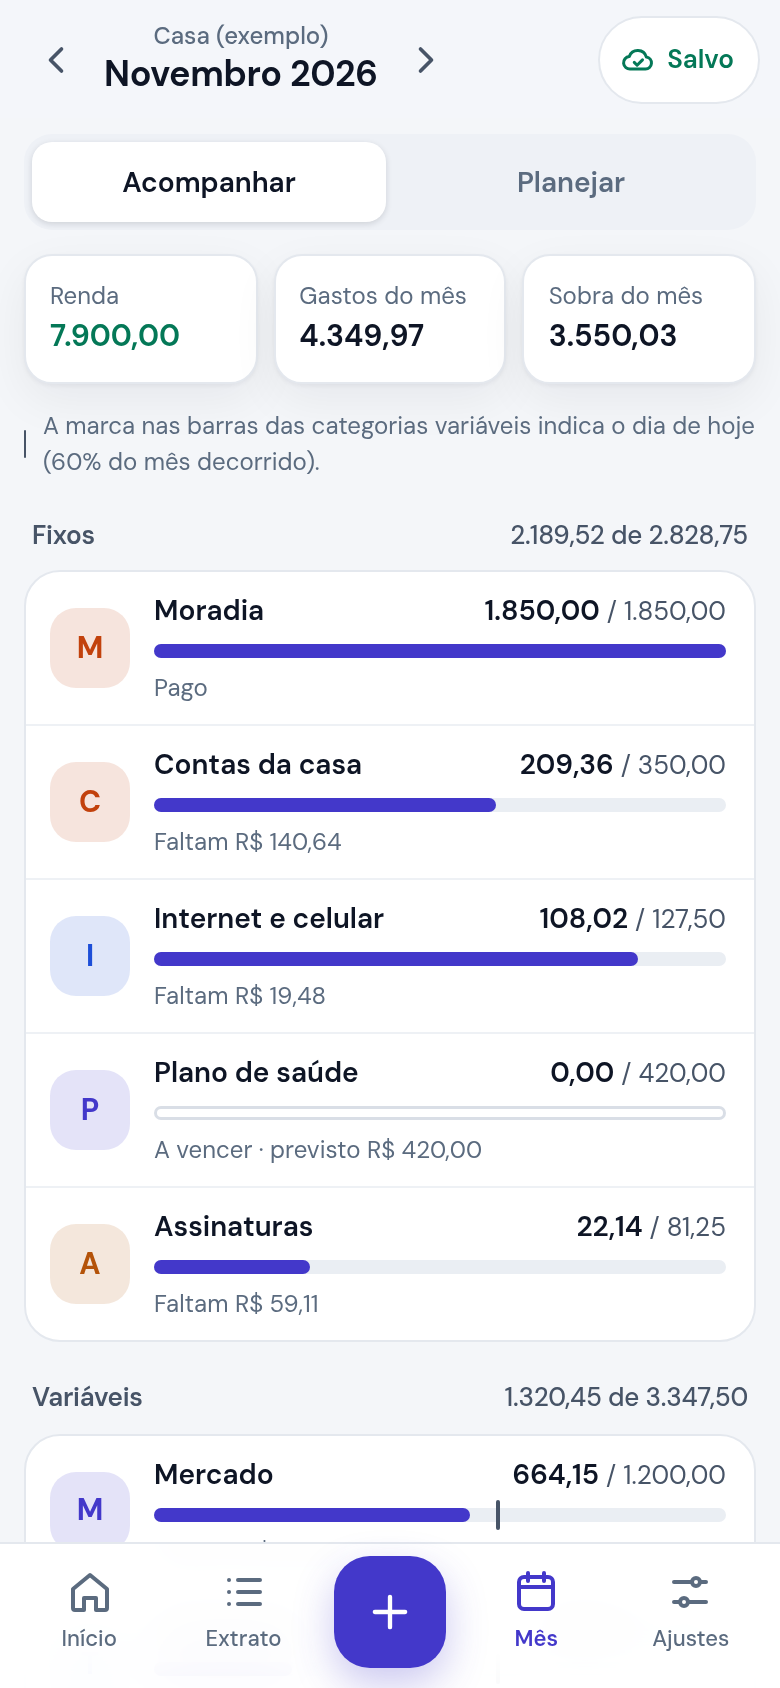 Casa (exemplo)
Novembro 2026
Salvo
Acompanhar
Planejar
Renda
7.900,00
Gastos do mês
4.349,97
Sobra do mês
3.550,03
A marca nas barras das categorias variáveis indica o dia de hoje
(60% do mês decorrido).
Fixos
2.189,52 de 2.828,75
M
Moradia
1.850,00 / 1.850,00
Pago
C
Contas da casa
209,36 / 350,00
Faltam R$ 140,64
I
Internet e celular
108,02 / 127,50
Faltam R$ 19,48
P
Plano de saúde
0,00 / 420,00
A vencer · previsto R$ 420,00
A
Assinaturas
22,14 / 81,25
Faltam R$ 59,11
Variáveis
1.320,45 de 3.347,50
M
Mercado
664,15 / 1.200,00
Início
Extrato
Mês
Ajustes